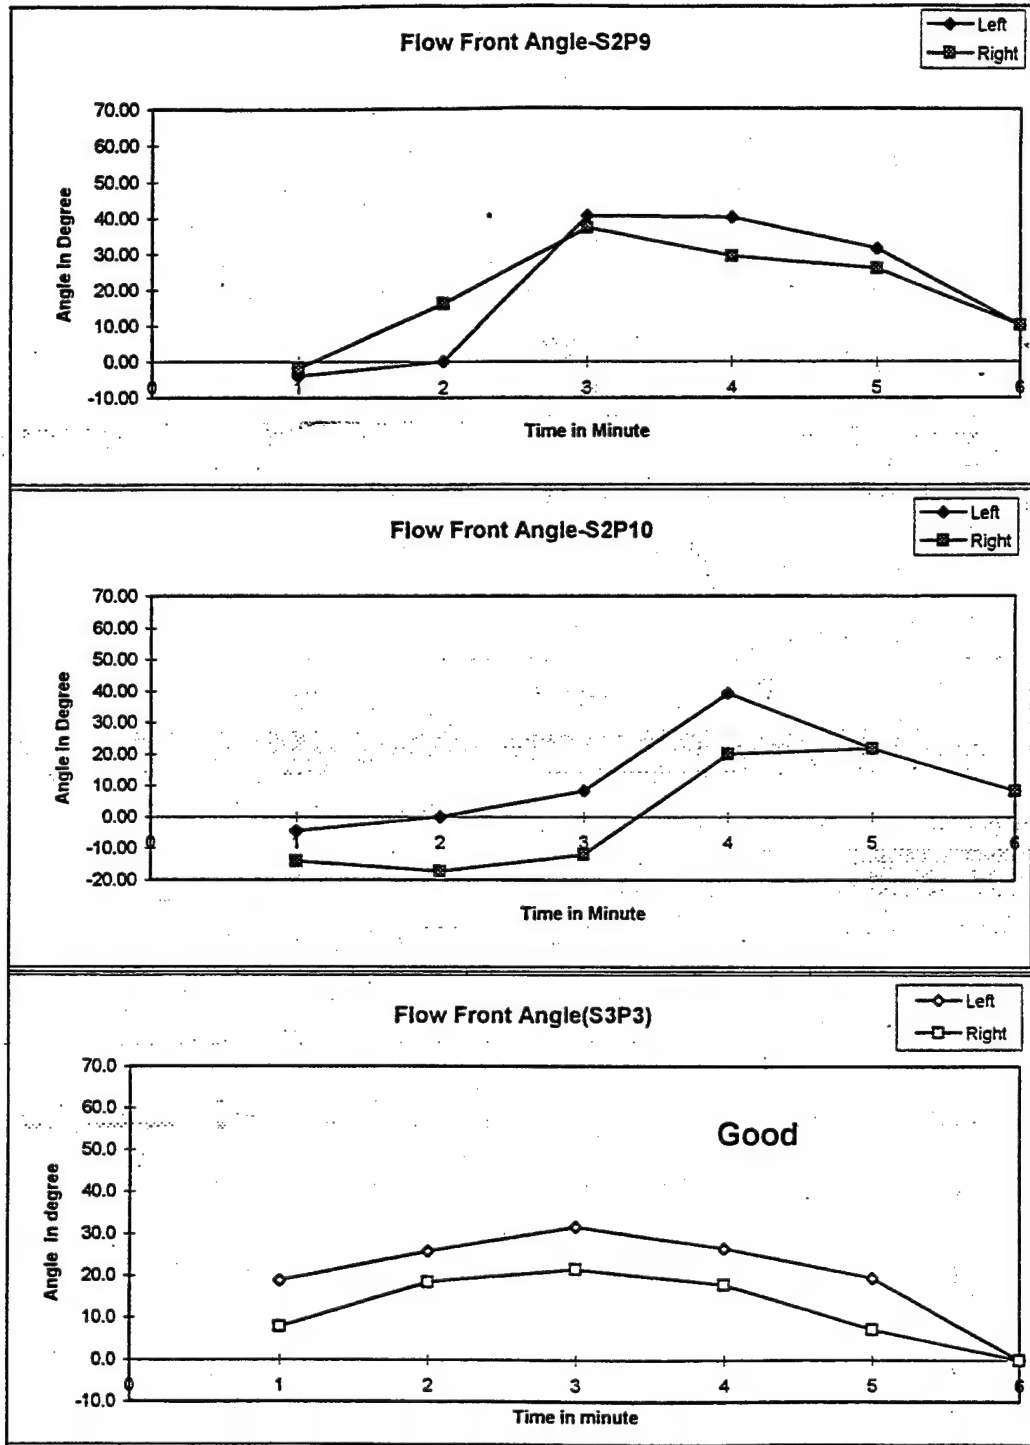 Flow Front Angle-S2P9
Left
Right
70.00
60.00
50.00
40.00
30.00
20.00
10.00
0.00
-10.00
Angle In Degree
0 1 2 3 4 5 6
Time in Minute
Flow Front Angle-S2P10
Left
Right
70.00
60.00
50.00
40.00
30.00
20.00
10.00
0.00
-10.00
-20.00
Angle In Degree
0 1 2 3 4 5 6
Time in Minute
Flow Front Angle(S3P3)
Left
Right
70.0
60.0
50.0
40.0
30.0
20.0
10.0
0.0
-10.0
Angle In degree
Good
0 1 2 3 4 5 6
Time in minute